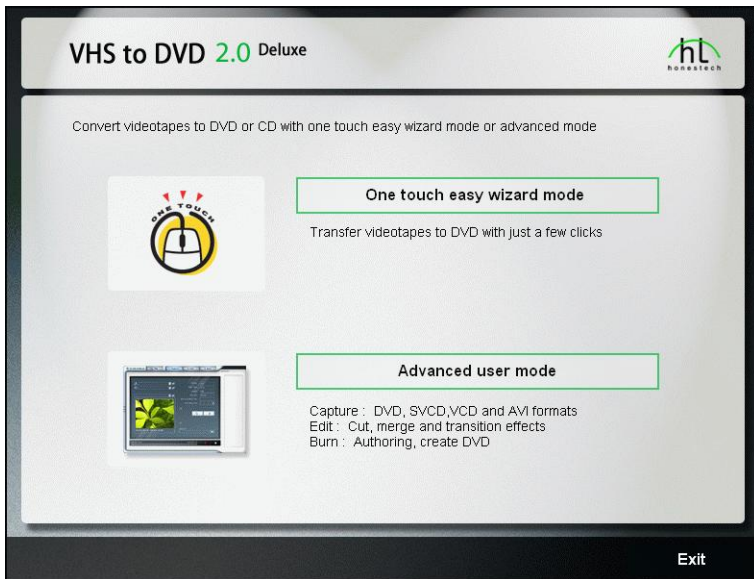 VHS to DVD 2.0 Deluxe
hL
honestech
Convert videotapes to DVD or CD with one touch easy wizard mode or advanced mode
ONE TOUCH
One touch easy wizard mode
Transfer videotapes to DVD with just a few clicks
Advanced user mode
Capture : DVD, SVCD,VCD and AVI formats
Edit : Cut, merge and transition effects
Burn : Authoring, create DVD
Exit